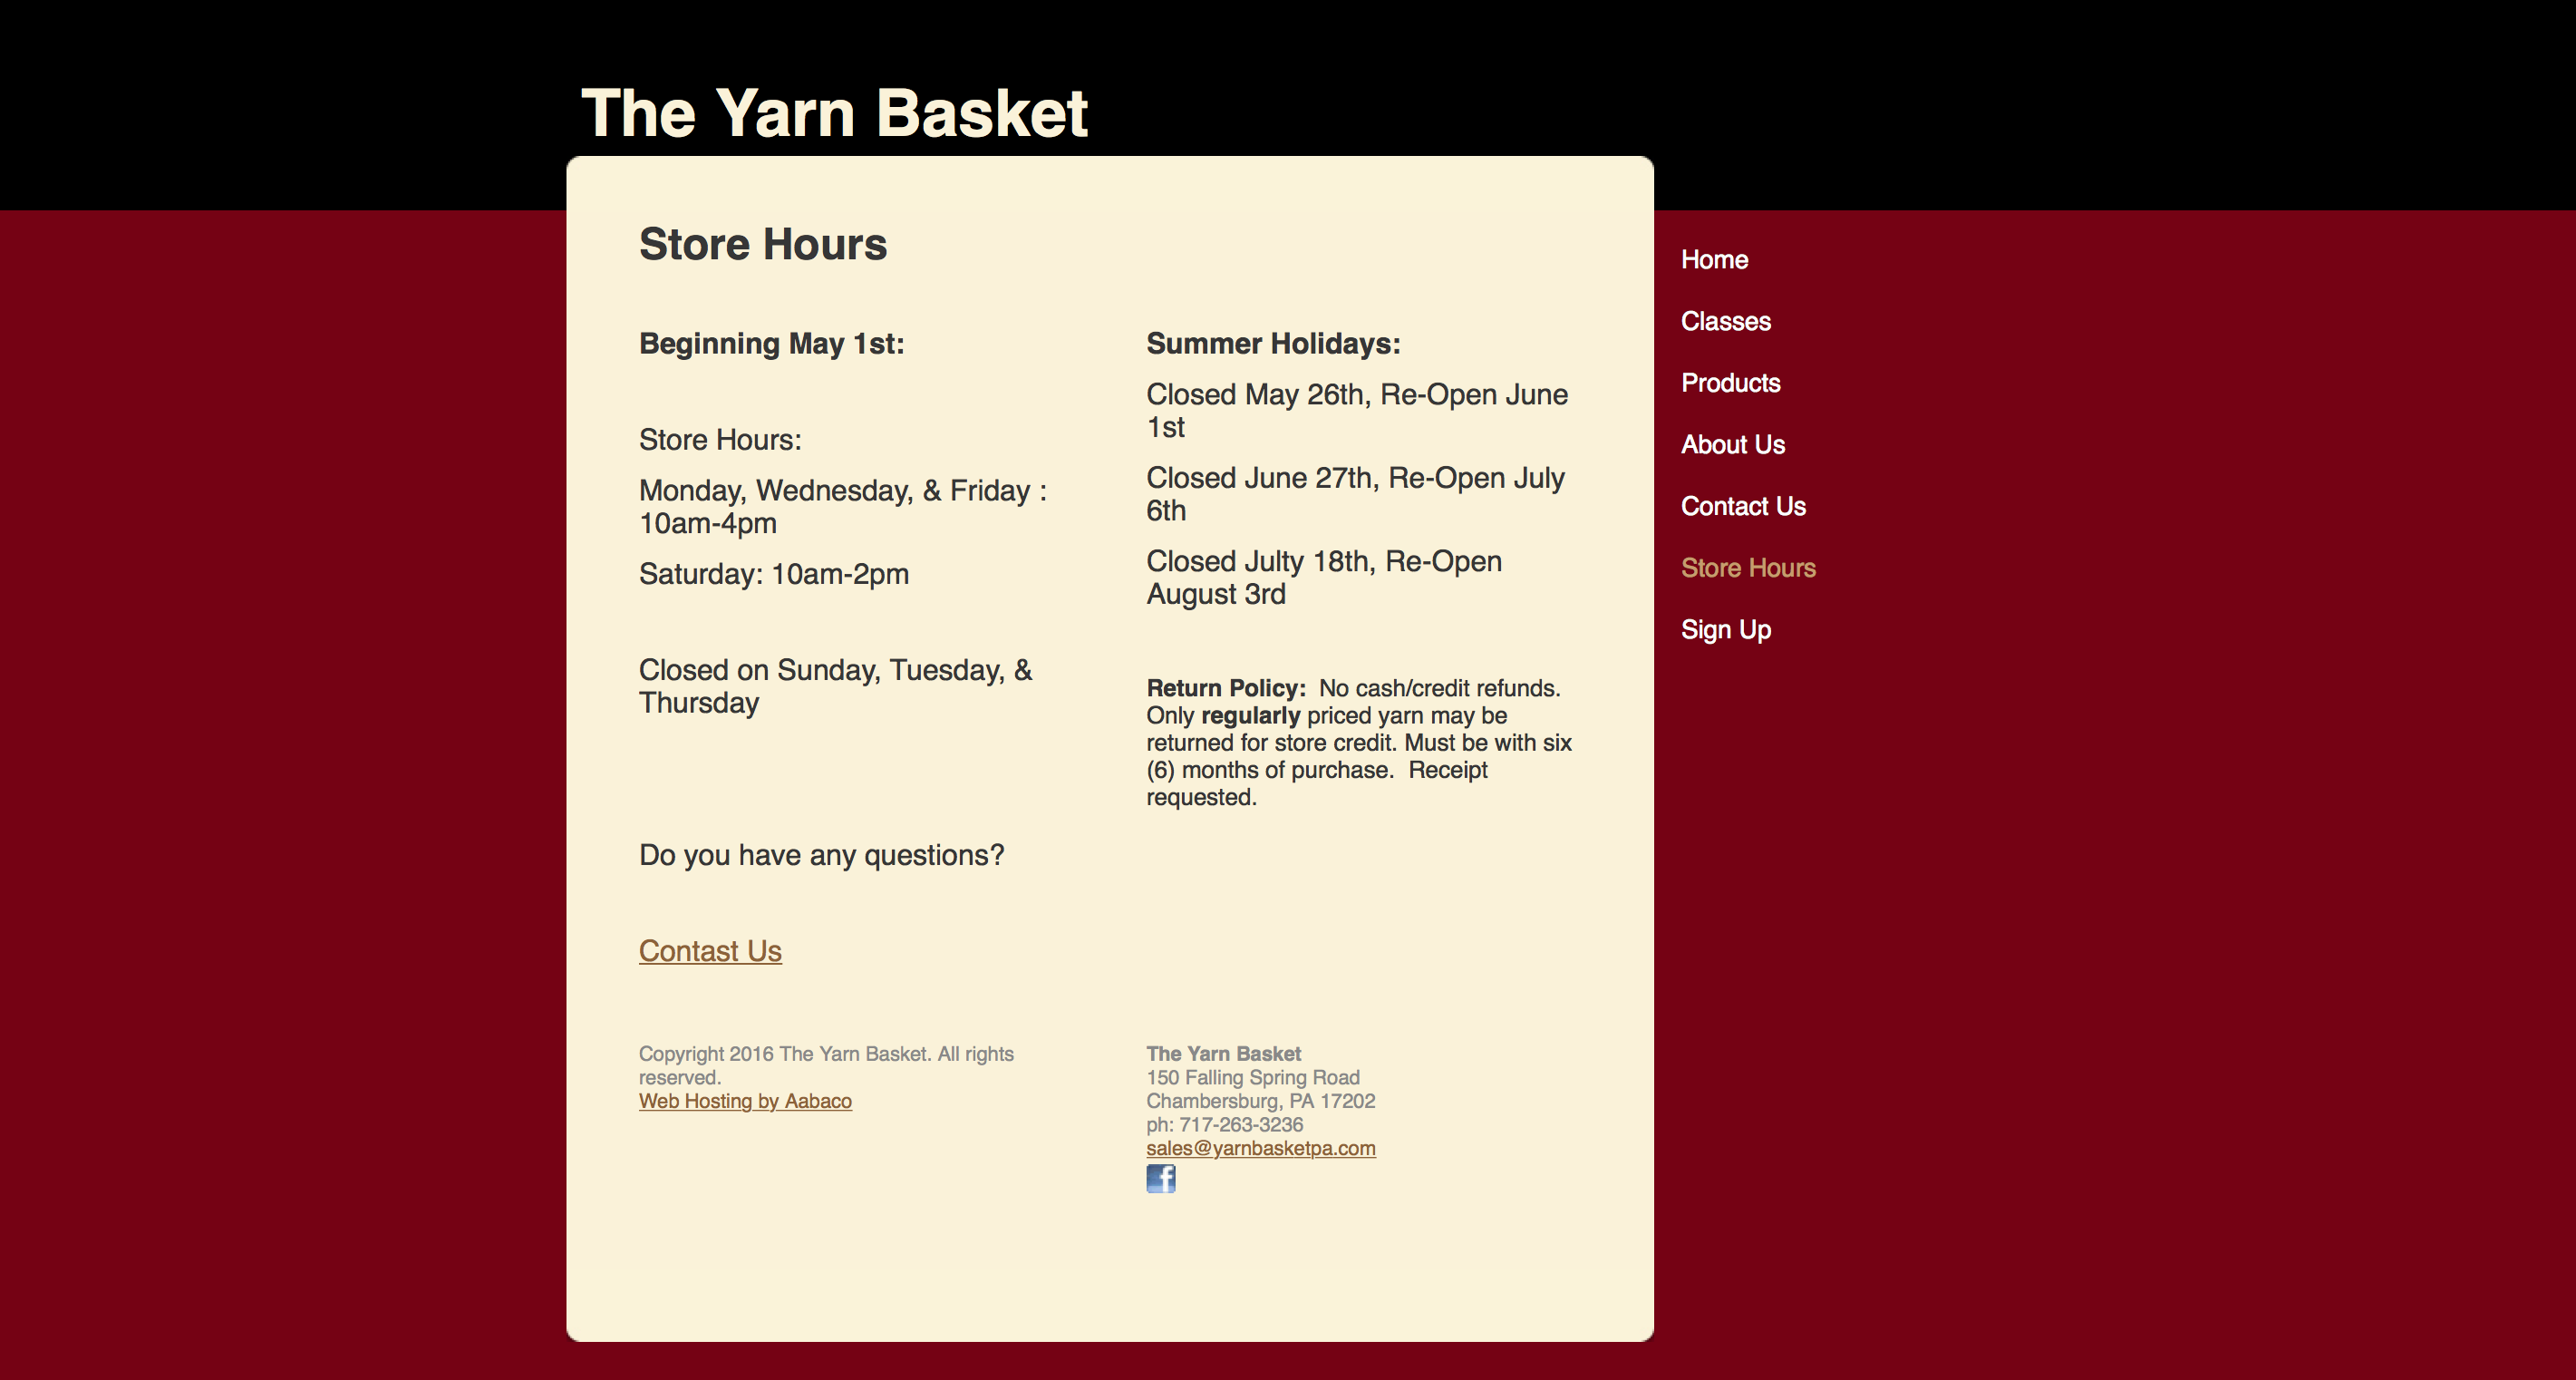 The Yarn Basket
Store Hours
Beginning May 1st:
Store Hours:
Monday, Wednesday, & Friday :
10am-4pm
Saturday: 10am-2pm
Closed on Sunday, Tuesday, &
Thursday
Do you have any questions?
Contast Us
Summer Holidays:
Closed May 26th, Re-Open June
1st
Closed June 27th, Re-Open July
6th
Closed Julty 18th, Re-Open
August 3rd
Return Policy:  No cash/credit refunds.
Only regularly priced yarn may be
returned for store credit. Must be with six
(6) months of purchase.  Receipt
requested.
Copyright 2016 The Yarn Basket. All rights
reserved.
Web Hosting by Aabaco
The Yarn Basket
150 Falling Spring Road
Chambersburg, PA 17202
ph: 717-263-3236
sales@yarnbasketpa.com
f
Home
Classes
Products
About Us
Contact Us
Store Hours
Sign Up